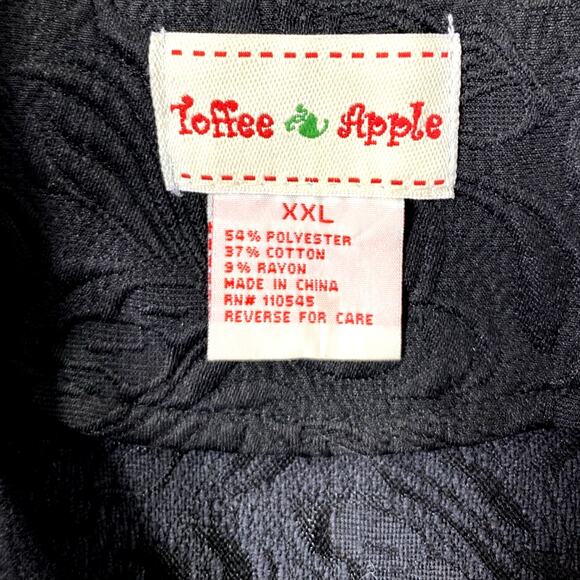 Toffee Apple
XXL
54% POLYESTER
37% COTTON
9% RAYON
MADE IN CHINA
RN# 110545
REVERSE FOR CARE